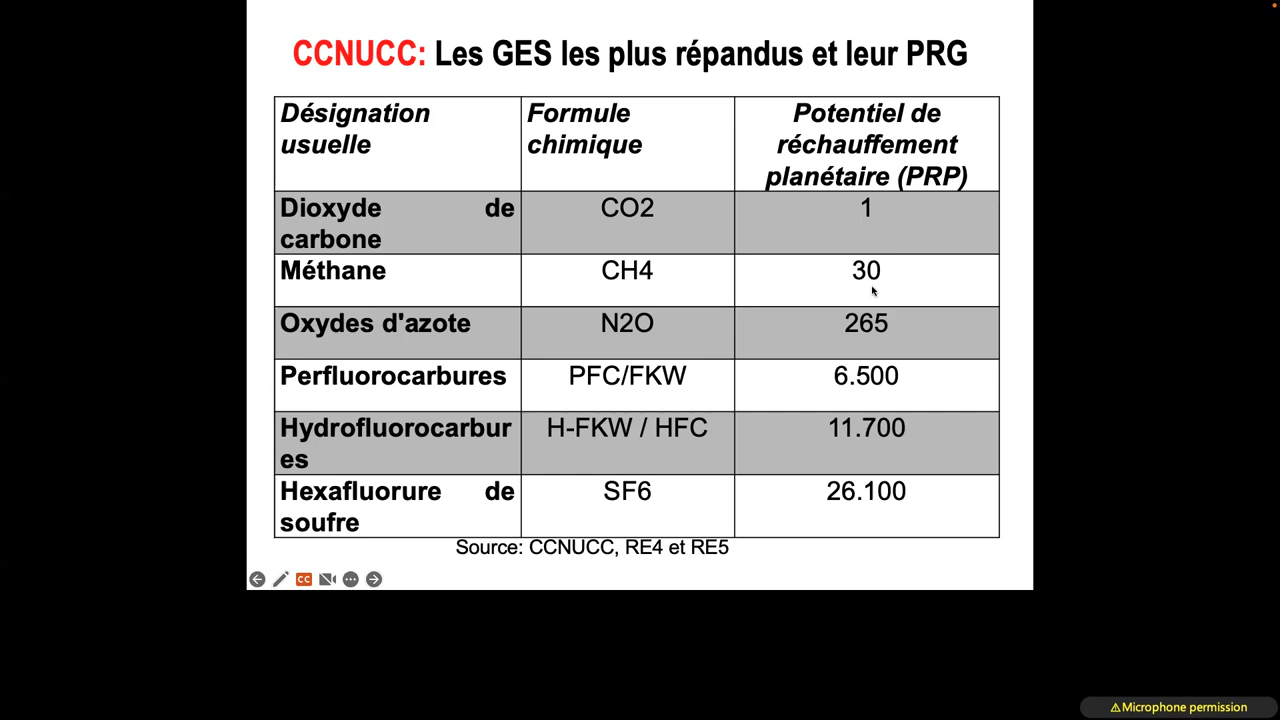 CCNUCC: Les GES les plus répandus et leur PRG
Désignation
usuelle
Formule
chimique
Potentiel de
réchauffement
planétaire (PRP)
Dioxyde de
carbone
CO2
1
Méthane
CH4
30
Oxydes d'azote
N2O
265
Perfluorocarbures
PFC/FKW
6.500
Hydrofluorocarbur
es
H-FKW / HFC
11.700
Hexafluorure de
soufre
SF6
26.100
Source: CCNUCC, RE4 et RE5
CC
⚠Microphone permission